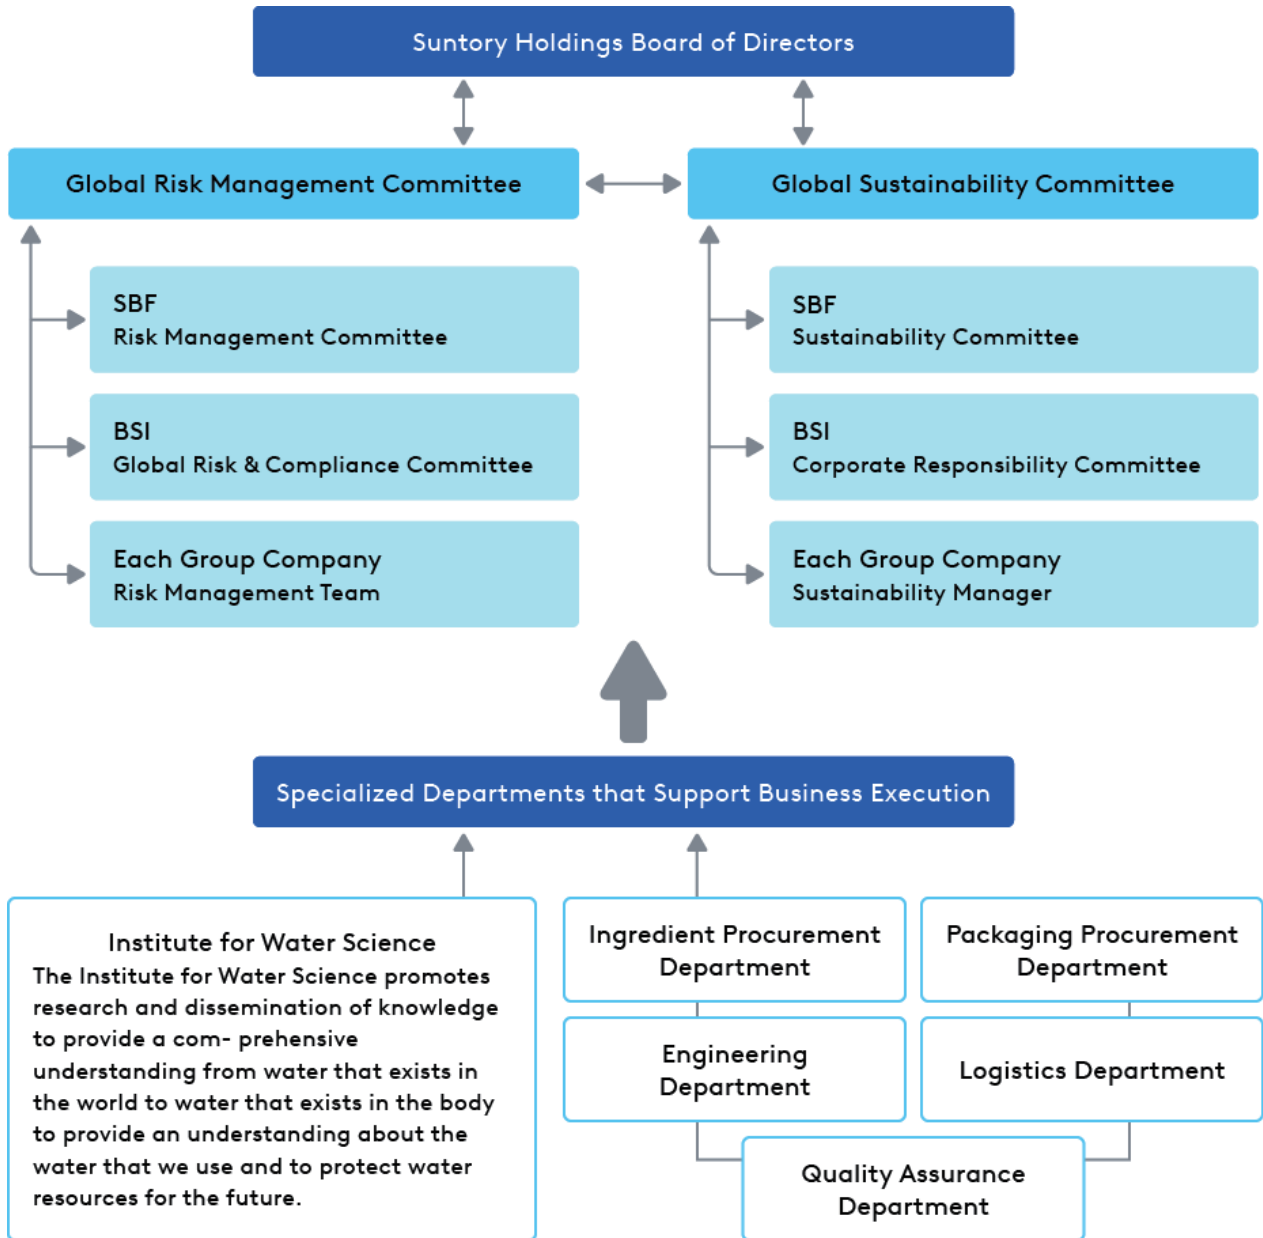 Suntory Holdings Board of Directors
Global Risk Management Committee
Global Sustainability Committee
SBF
Risk Management Committee
BSI
Global Risk & Compliance Committee
Each Group Company
Risk Management Team
SBF
Sustainability Committee
BSI
Corporate Responsibility Committee
Each Group Company
Sustainability Manager
Specialized Departments that Support Business Execution
Institute for Water Science
The Institute for Water Science promotes
research and dissemination of knowledge
to provide a com- prehensive
understanding from water that exists in
the world to water that exists in the body
to provide an understanding about the
water that we use and to protect water
resources for the future.
Ingredient Procurement
Department
Packaging Procurement
Department
Engineering
Department
Logistics Department
Quality Assurance
Department